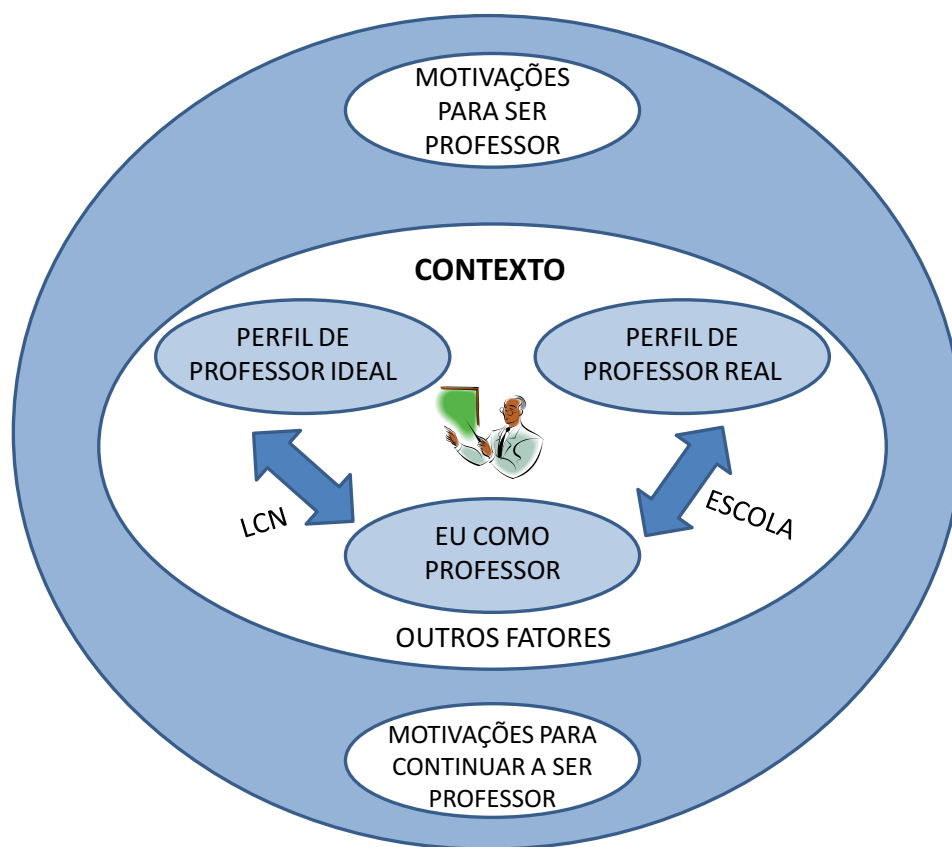 MOTIVAÇÕES
PARA SER
PROFESSOR
CONTEXTO
PERFIL DE
PROFESSOR IDEAL
PERFIL DE
PROFESSOR REAL
LCN
ESCOLA
EU COMO
PROFESSOR
OUTROS FATORES
MOTIVAÇÕES PARA
CONTINUAR A SER
PROFESSOR